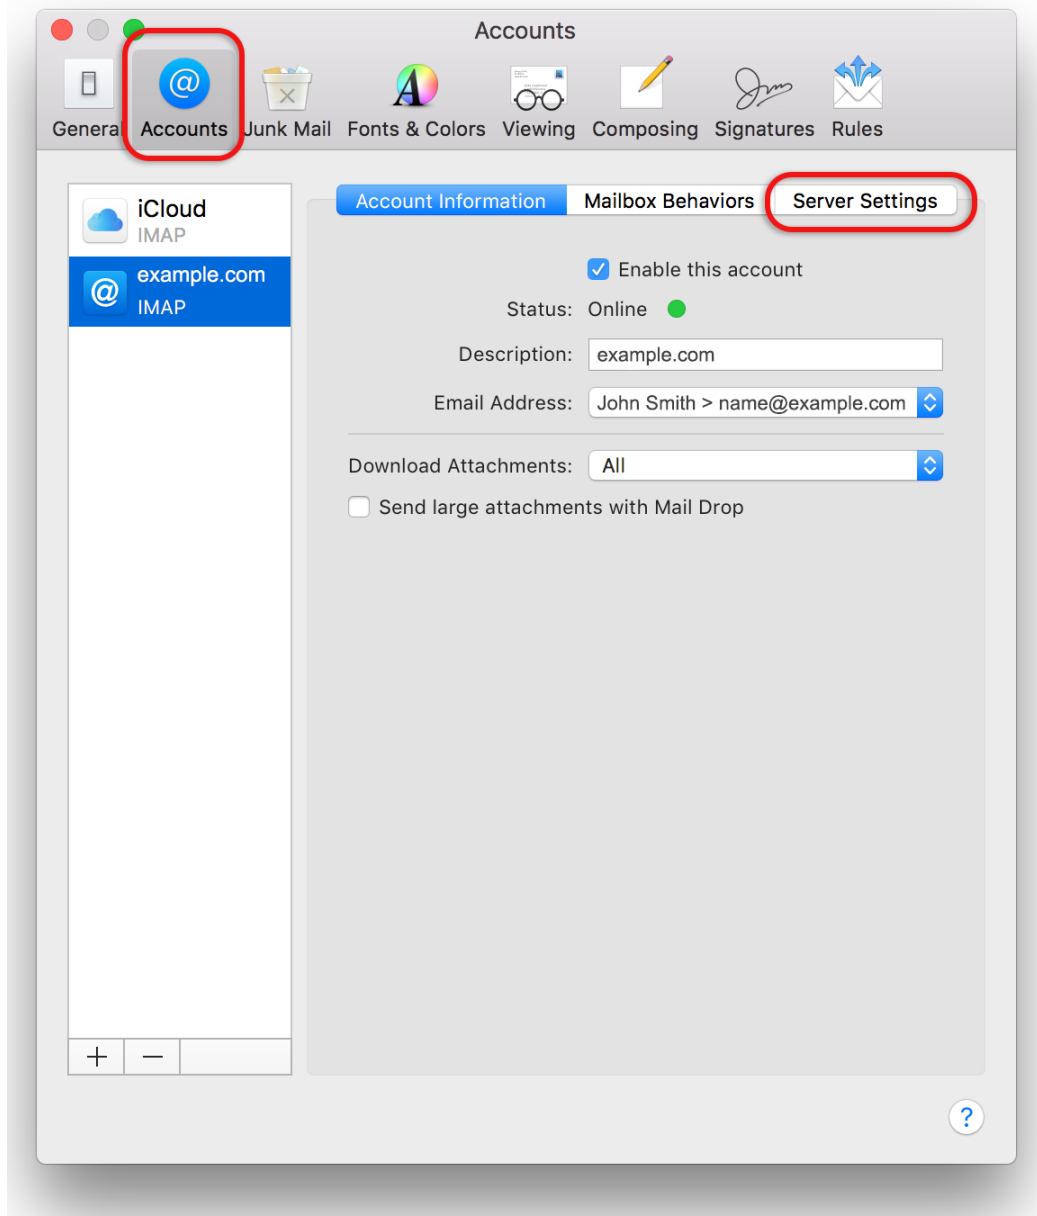 Accounts
General Accounts Junk Mail Fonts & Colors Viewing Composing Signatures Rules
iCloud
IMAP
example.com
IMAP
Account Information Mailbox Behaviors Server Settings
Enable this account
Status: Online
Description: example.com
Email Address: John Smith > name@example.com
Download Attachments: All
Send large attachments with Mail Drop
?